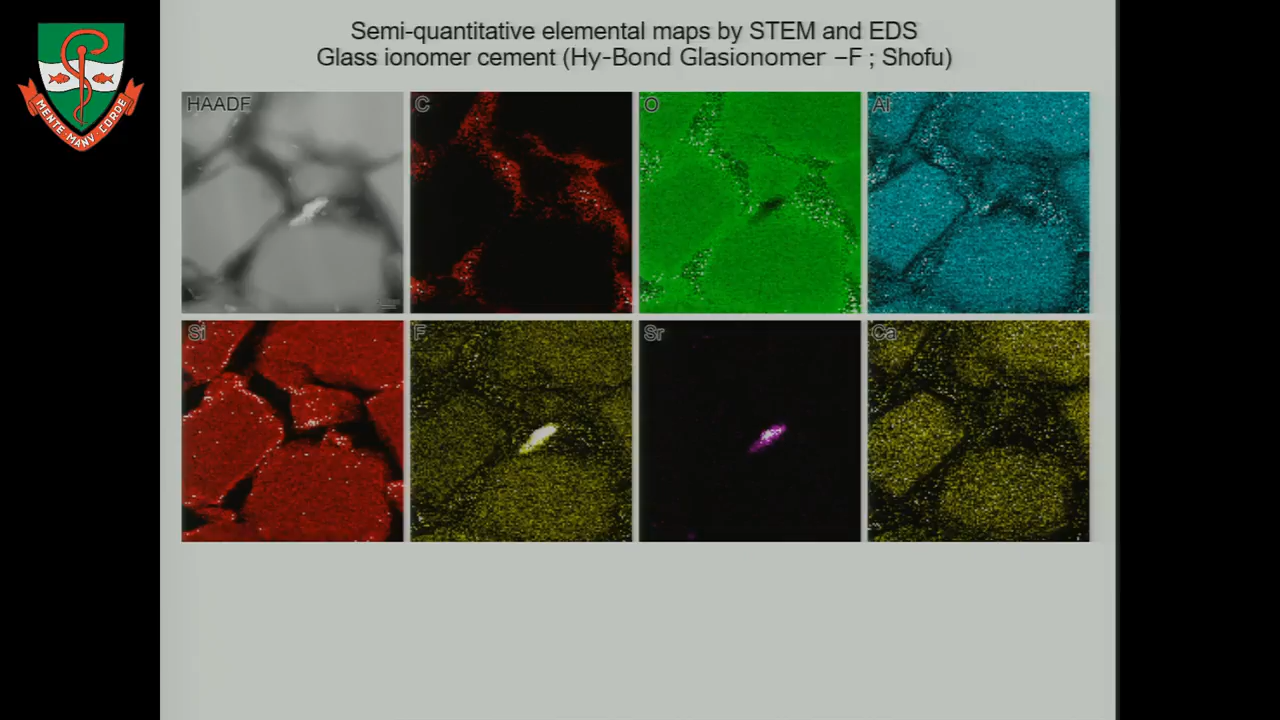 Semi-quantitative elemental maps by STEM and EDS
Glass ionomer cement (Hy-Bond Glasionomer –F ; Shofu)
MENTE MANV CORDE
HAADF
C
O
Al
Si
F
Sr
Ca